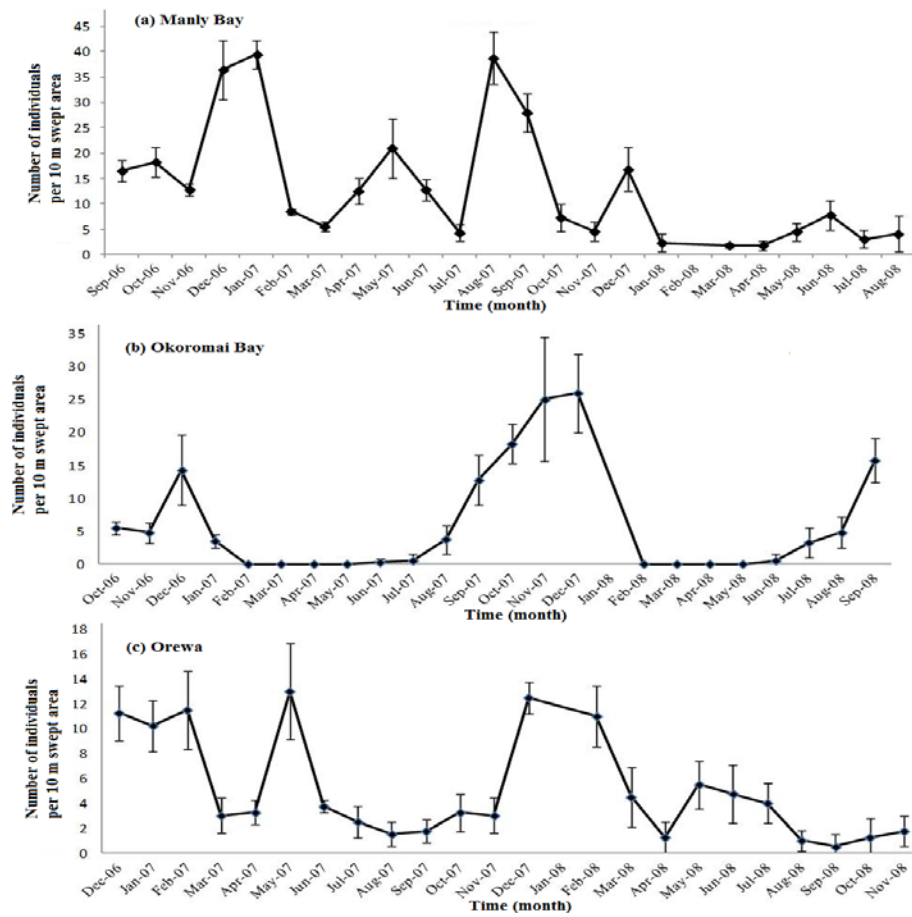 (a) Manly Bay
Number of individuals
per 10 m swept area
45
40
35
30
25
20
15
10
5
0
Sep-06
Oct-06
Nov-06
Dec-06
Jan-07
Feb-07
Mar-07
Apr-07
May-07
Jun-07
Jul-07
Aug-07
Sep-07
Oct-07
Nov-07
Dec-07
Jan-08
Feb-08
Mar-08
Apr-08
May-08
Jun-08
Jul-08
Aug-08
Time (month)
(b) Okoromai Bay
Number of individuals
per 10 m swept area
35
30
25
20
15
10
5
0
Oct-06
Nov-06
Dec-06
Jan-07
Feb-07
Mar-07
Apr-07
May-07
Jun-07
Jul-07
Aug-07
Sep-07
Oct-07
Nov-07
Dec-07
Jan-08
Feb-08
Mar-08
Apr-08
May-08
Jun-08
Jul-08
Aug-08
Sep-08
Time (month)
(c) Orewa
Number of individuals
per 10 m swept area
18
16
14
12
10
8
6
4
2
0
Dec-06
Jan-07
Feb-07
Mar-07
Apr-07
May-07
Jun-07
Jul-07
Aug-07
Sep-07
Oct-07
Nov-07
Dec-07
Jan-08
Feb-08
Mar-08
Apr-08
May-08
Jun-08
Jul-08
Aug-08
Sep-08
Oct-08
Nov-08
Time (month)